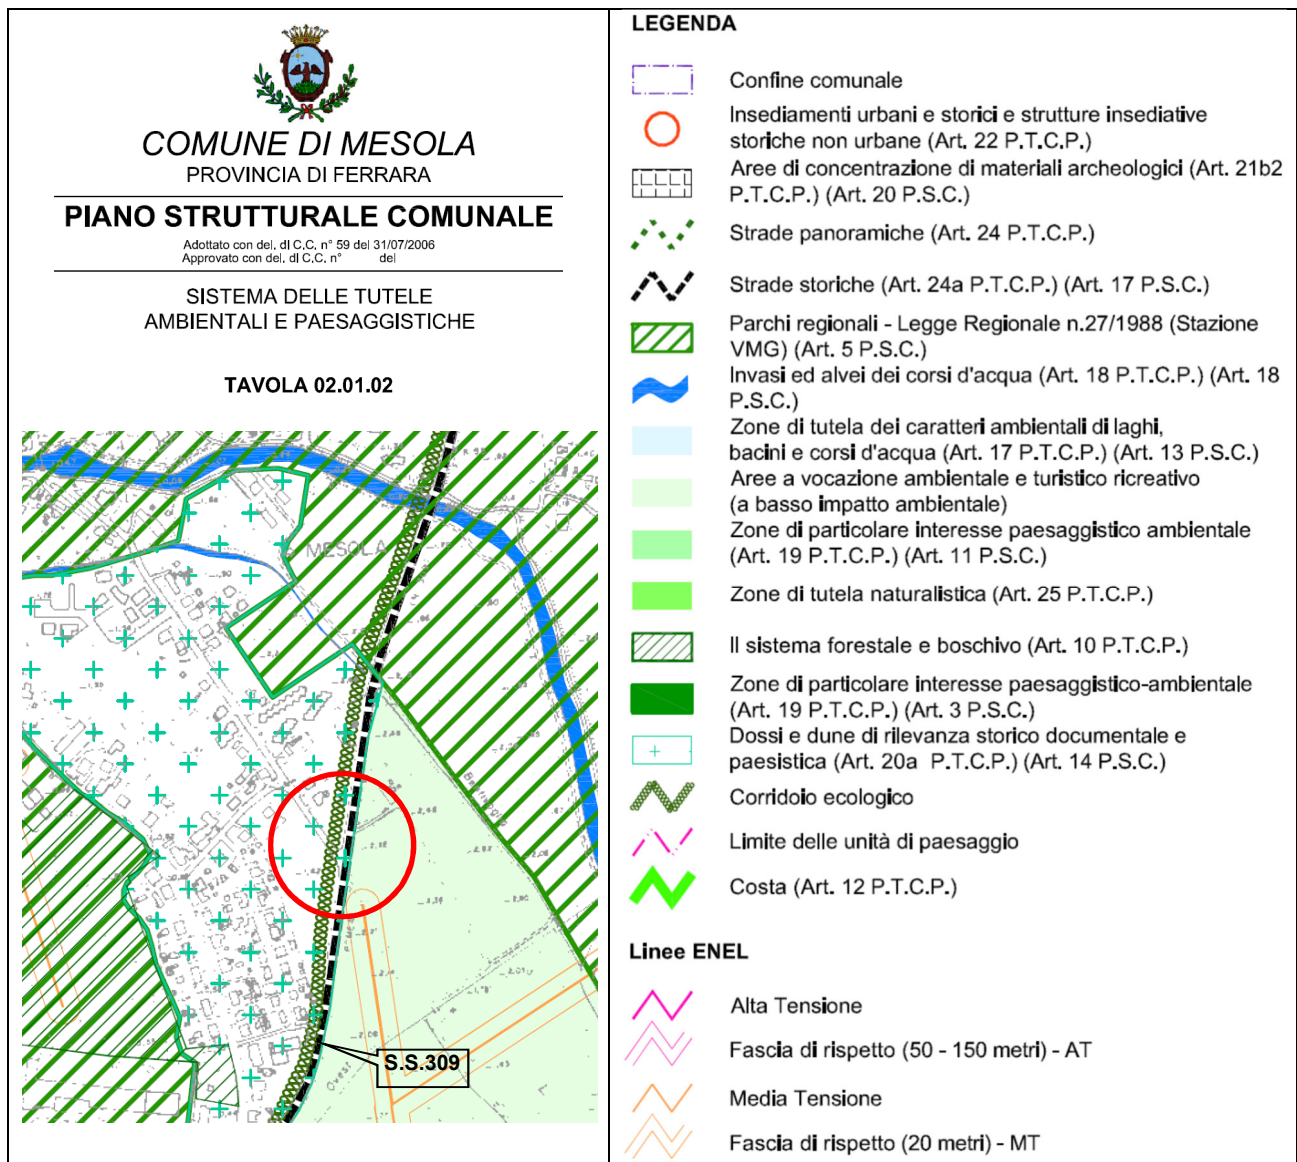 COMUNE DI MESOLA
PROVINCIA DI FERRARA
PIANO STRUTTURALE COMUNALE
Adottato con del. di C.C. n° 59 del 31/07/2006
Approvato con del. di C.C. n° del
SISTEMA DELLE TUTELE
AMBIENTALI E PAESAGGISTICHE
TAVOLA 02.01.02
MESOLA
S.S.309
LEGENDA
Confine comunale
Insediamenti urbani e storici e strutture insediative
storiche non urbane (Art. 22 P.T.C.P.)
Aree di concentrazione di materiali archeologici (Art. 21b2
P.T.C.P.) (Art. 20 P.S.C.)
Strade panoramiche (Art. 24 P.T.C.P.)
Strade storiche (Art. 24a P.T.C.P.) (Art. 17 P.S.C.)
Parchi regionali - Legge Regionale n.27/1988 (Stazione
VMG) (Art. 5 P.S.C.)
Invasi ed alvei dei corsi d'acqua (Art. 18 P.T.C.P.) (Art. 18
P.S.C.)
Zone di tutela dei caratteri ambientali di laghi,
bacini e corsi d'acqua (Art. 17 P.T.C.P.) (Art. 13 P.S.C.)
Aree a vocazione ambientale e turistico ricreativo
(a basso impatto ambientale)
Zone di particolare interesse paesaggistico ambientale
(Art. 19 P.T.C.P.) (Art. 11 P.S.C.)
Zone di tutela naturalistica (Art. 25 P.T.C.P.)
Il sistema forestale e boschivo (Art. 10 P.T.C.P.)
Zone di particolare interesse paesaggistico-ambientale
(Art. 19 P.T.C.P.) (Art. 3 P.S.C.)
Dossi e dune di rilevanza storico documentale e
paesistica (Art. 20a P.T.C.P.) (Art. 14 P.S.C.)
Corridoio ecologico
Limite delle unità di paesaggio
Costa (Art. 12 P.T.C.P.)
Linee ENEL
Alta Tensione
Fascia di rispetto (50 - 150 metri) - AT
Media Tensione
Fascia di rispetto (20 metri) - MT